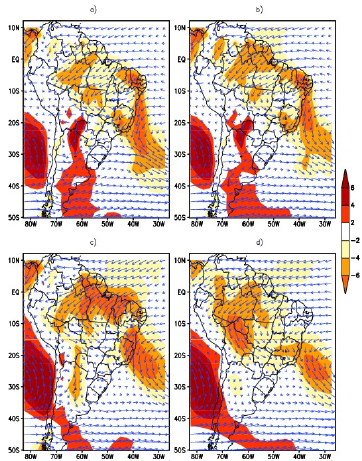 a) b)
10N 10N
EQ EQ
10S 10S
20S 20S
30S 30S
40S 40S
50S 50S
80W 70W 60W 50W 40W 30W 80W 70W 60W 50W 40W 30W
6
4
2
-2
-4
-6
c) d)
10N 10N
EQ EQ
10S 10S
20S 20S
30S 30S
40S 40S
50S 50S
80W 70W 60W 50W 40W 30W 80W 70W 60W 50W 40W 30W